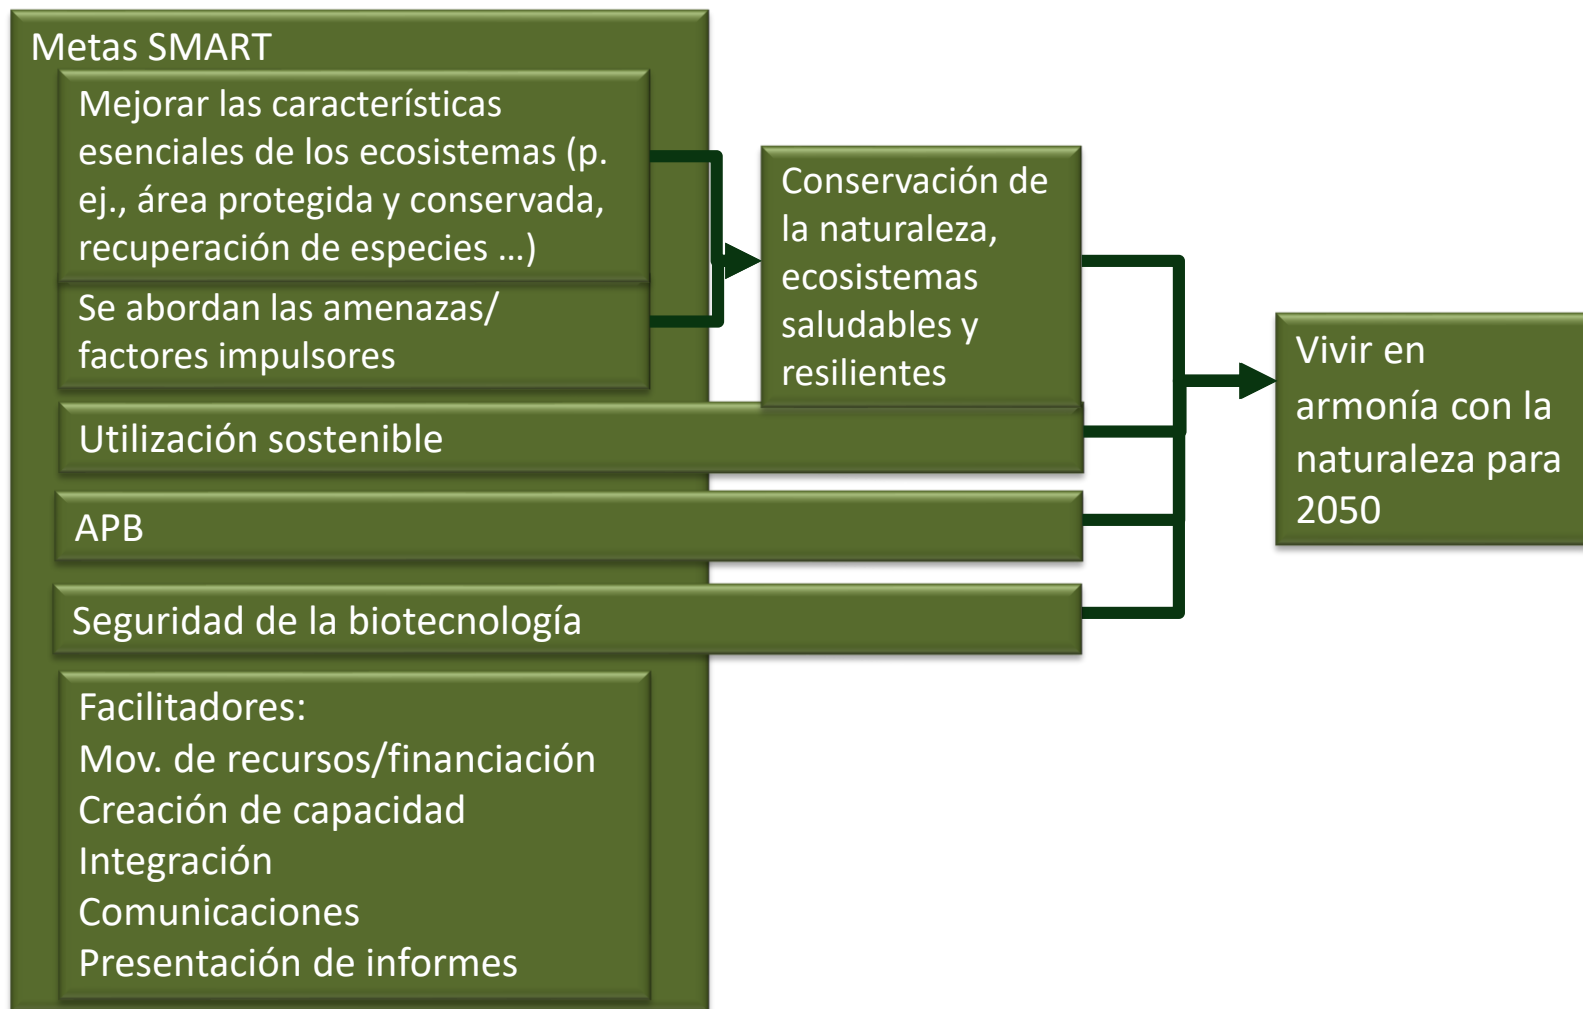 Metas SMART
Mejorar las características
esenciales de los ecosistemas (p.
ej., área protegida y conservada,
recuperación de especies ...)
Se abordan las amenazas/
factores impulsores
Conservación de
la naturaleza,
ecosistemas
saludables y
resilientes
Utilización sostenible
APB
Seguridad de la biotecnología
Facilitadores:
Mov. de recursos/financiación
Creación de capacidad
Integración
Comunicaciones
Presentación de informes
Vivir en
armonía con la
naturaleza para
2050